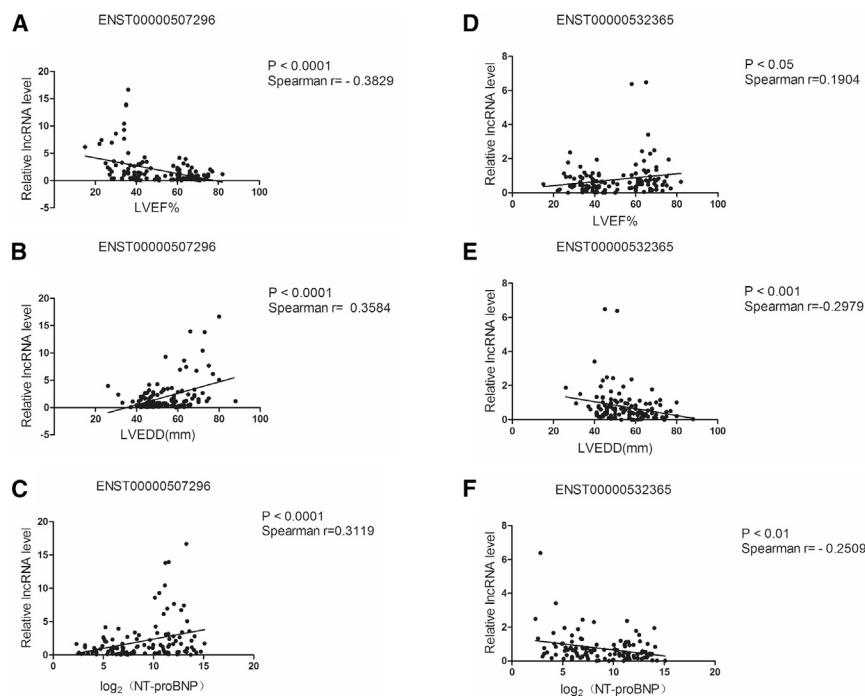 A
ENST00000507296
P < 0.0001
Spearman r= - 0.3829
Relative lncRNA level
20
15
10
5
0
-5
20
40
60
80
100
LVEF%
B
ENST00000507296
P < 0.0001
Spearman r= 0.3584
Relative lncRNA level
20
15
10
5
0
-5
20
40
60
80
100
LVEDD(mm)
C
ENST00000507296
P < 0.0001
Spearman r=0.3119
Relative lncRNA level
20
15
10
5
0
0
5
10
15
20
log₂（NT-proBNP）
D
ENST00000532365
P < 0.05
Spearman r=0.1904
Relative lncRNA level
8
6
4
2
0
0
20
40
60
80
100
LVEF%
E
ENST00000532365
P < 0.001
Spearman r=-0.2979
Relative lncRNA level
8
6
4
2
0
0
20
40
60
80
100
LVEDD(mm)
F
ENST00000532365
P < 0.01
Spearman r= - 0.2509
Relative lncRNA level
8
6
4
2
0
0
5
10
15
20
log₂（NT-proBNP）